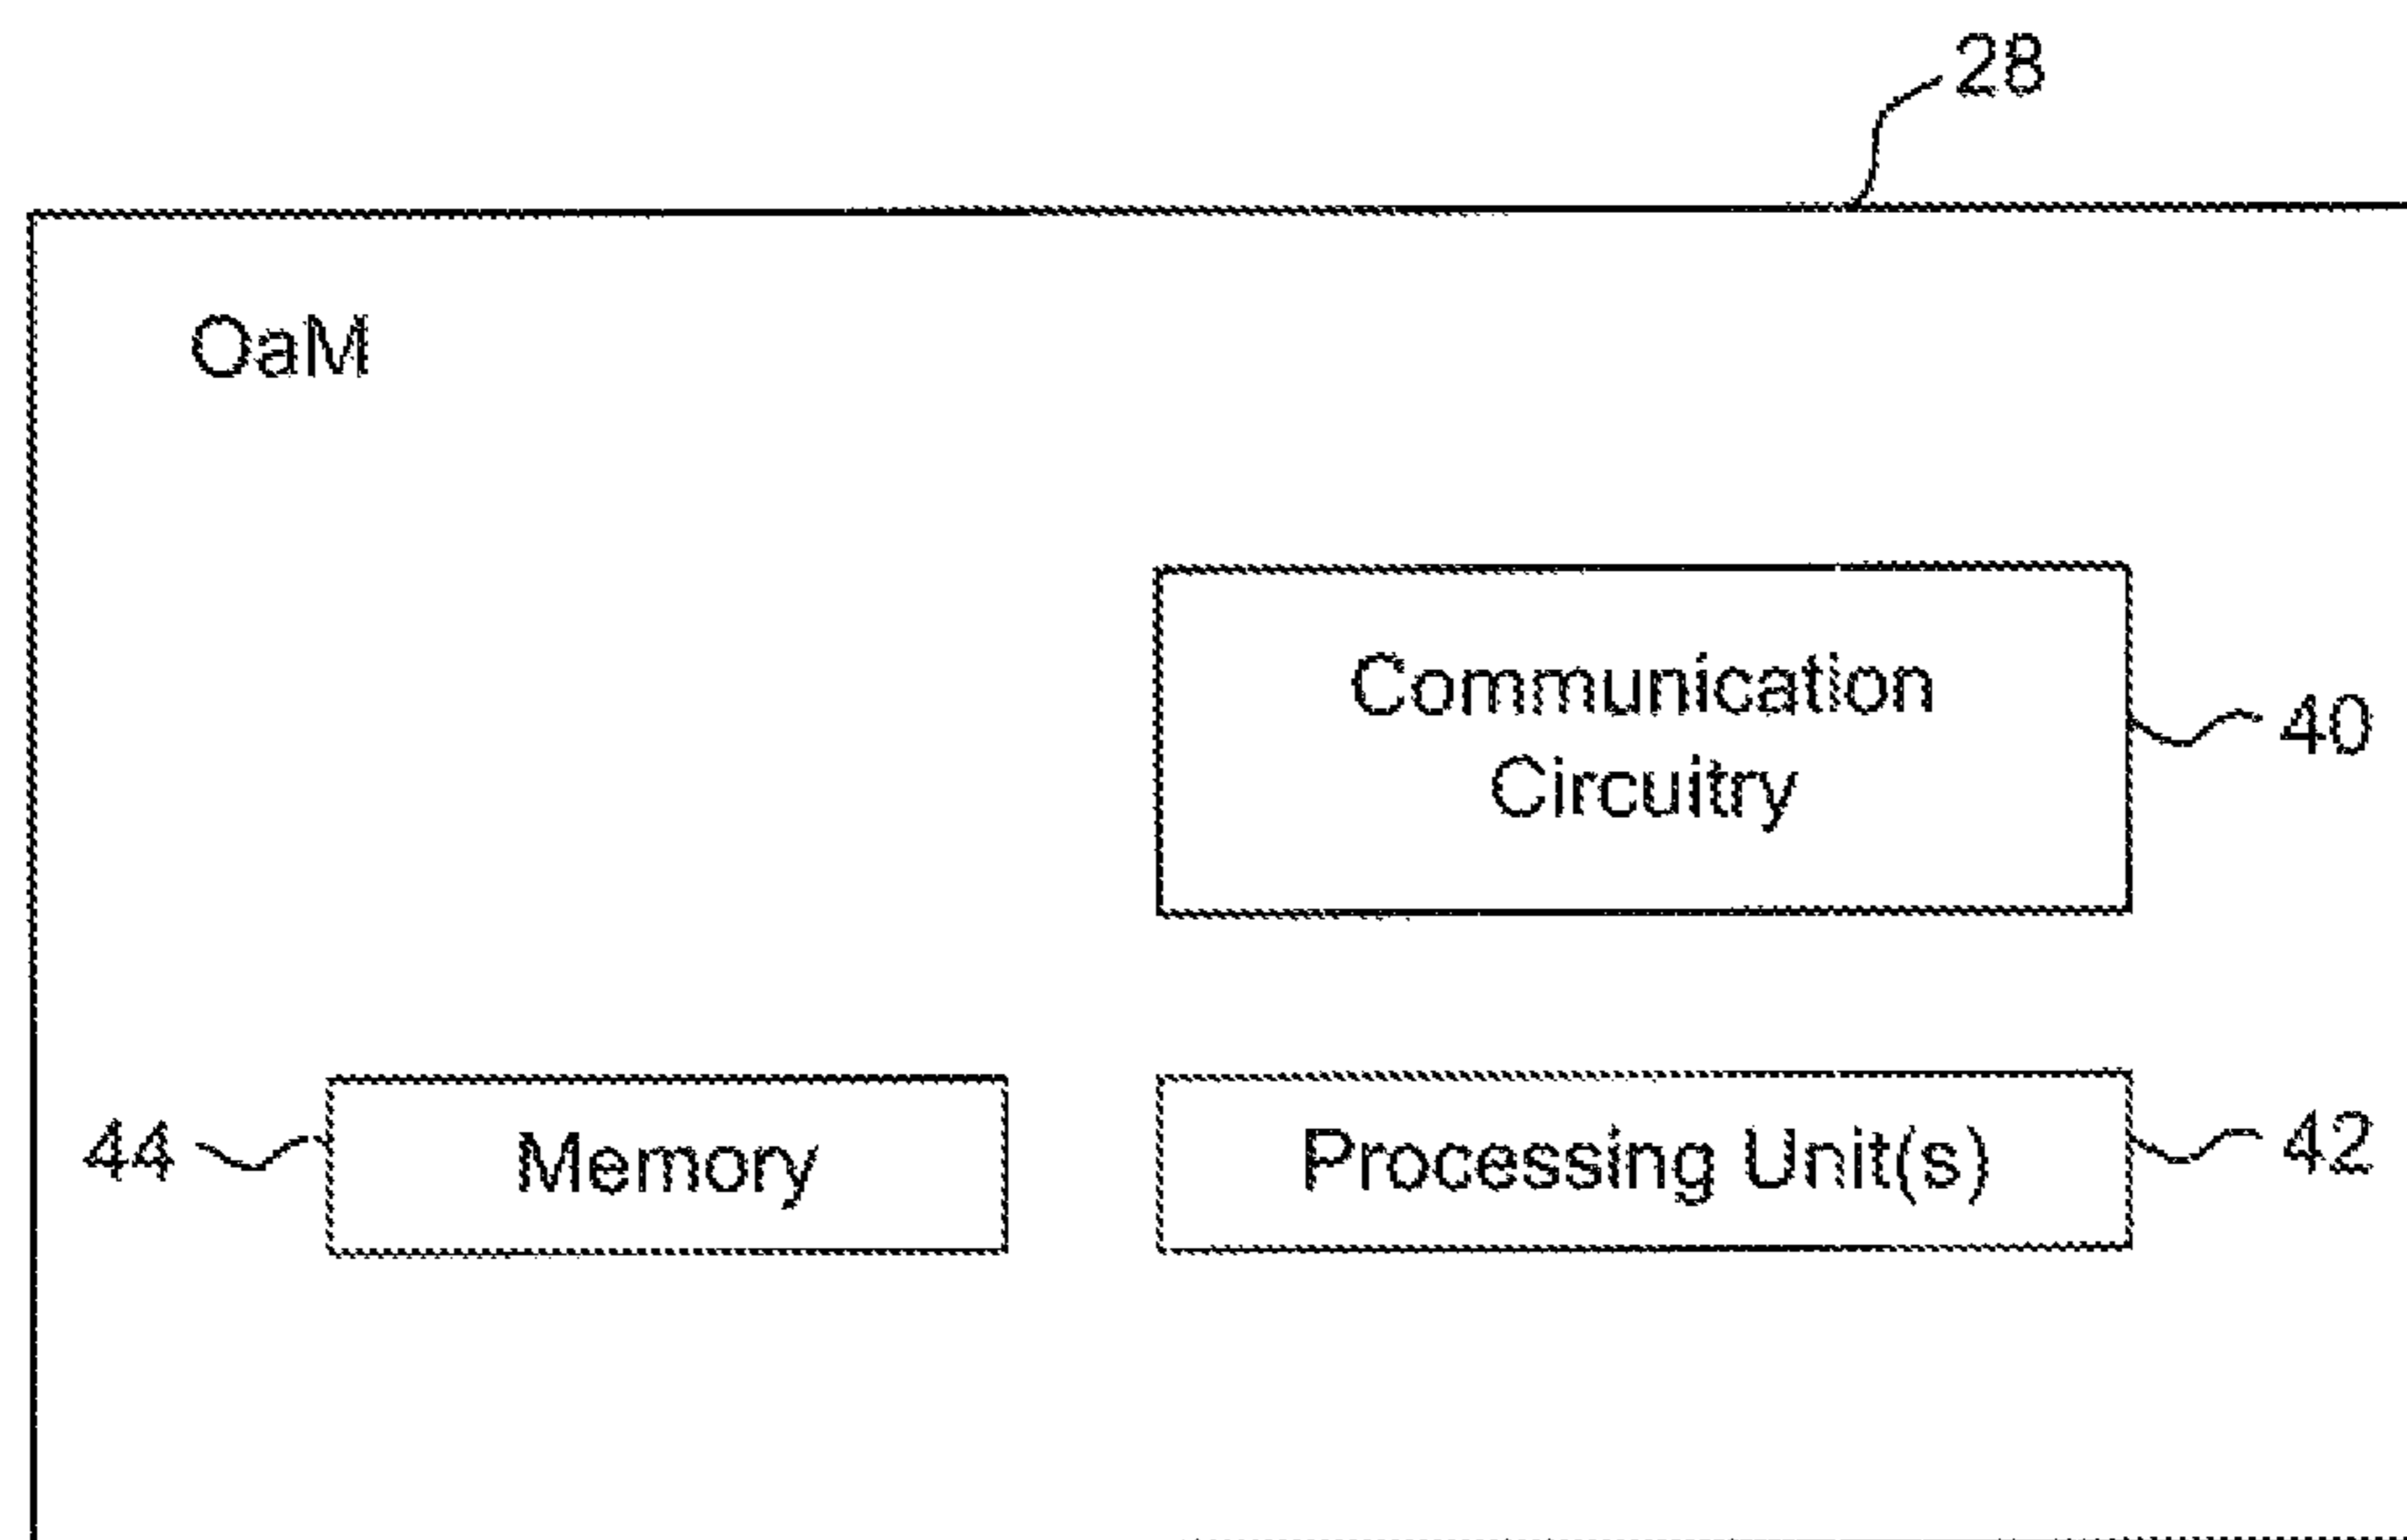 28
OaM
Communication
Circuitry
40
44
Memory
Processing Unit(s)
42